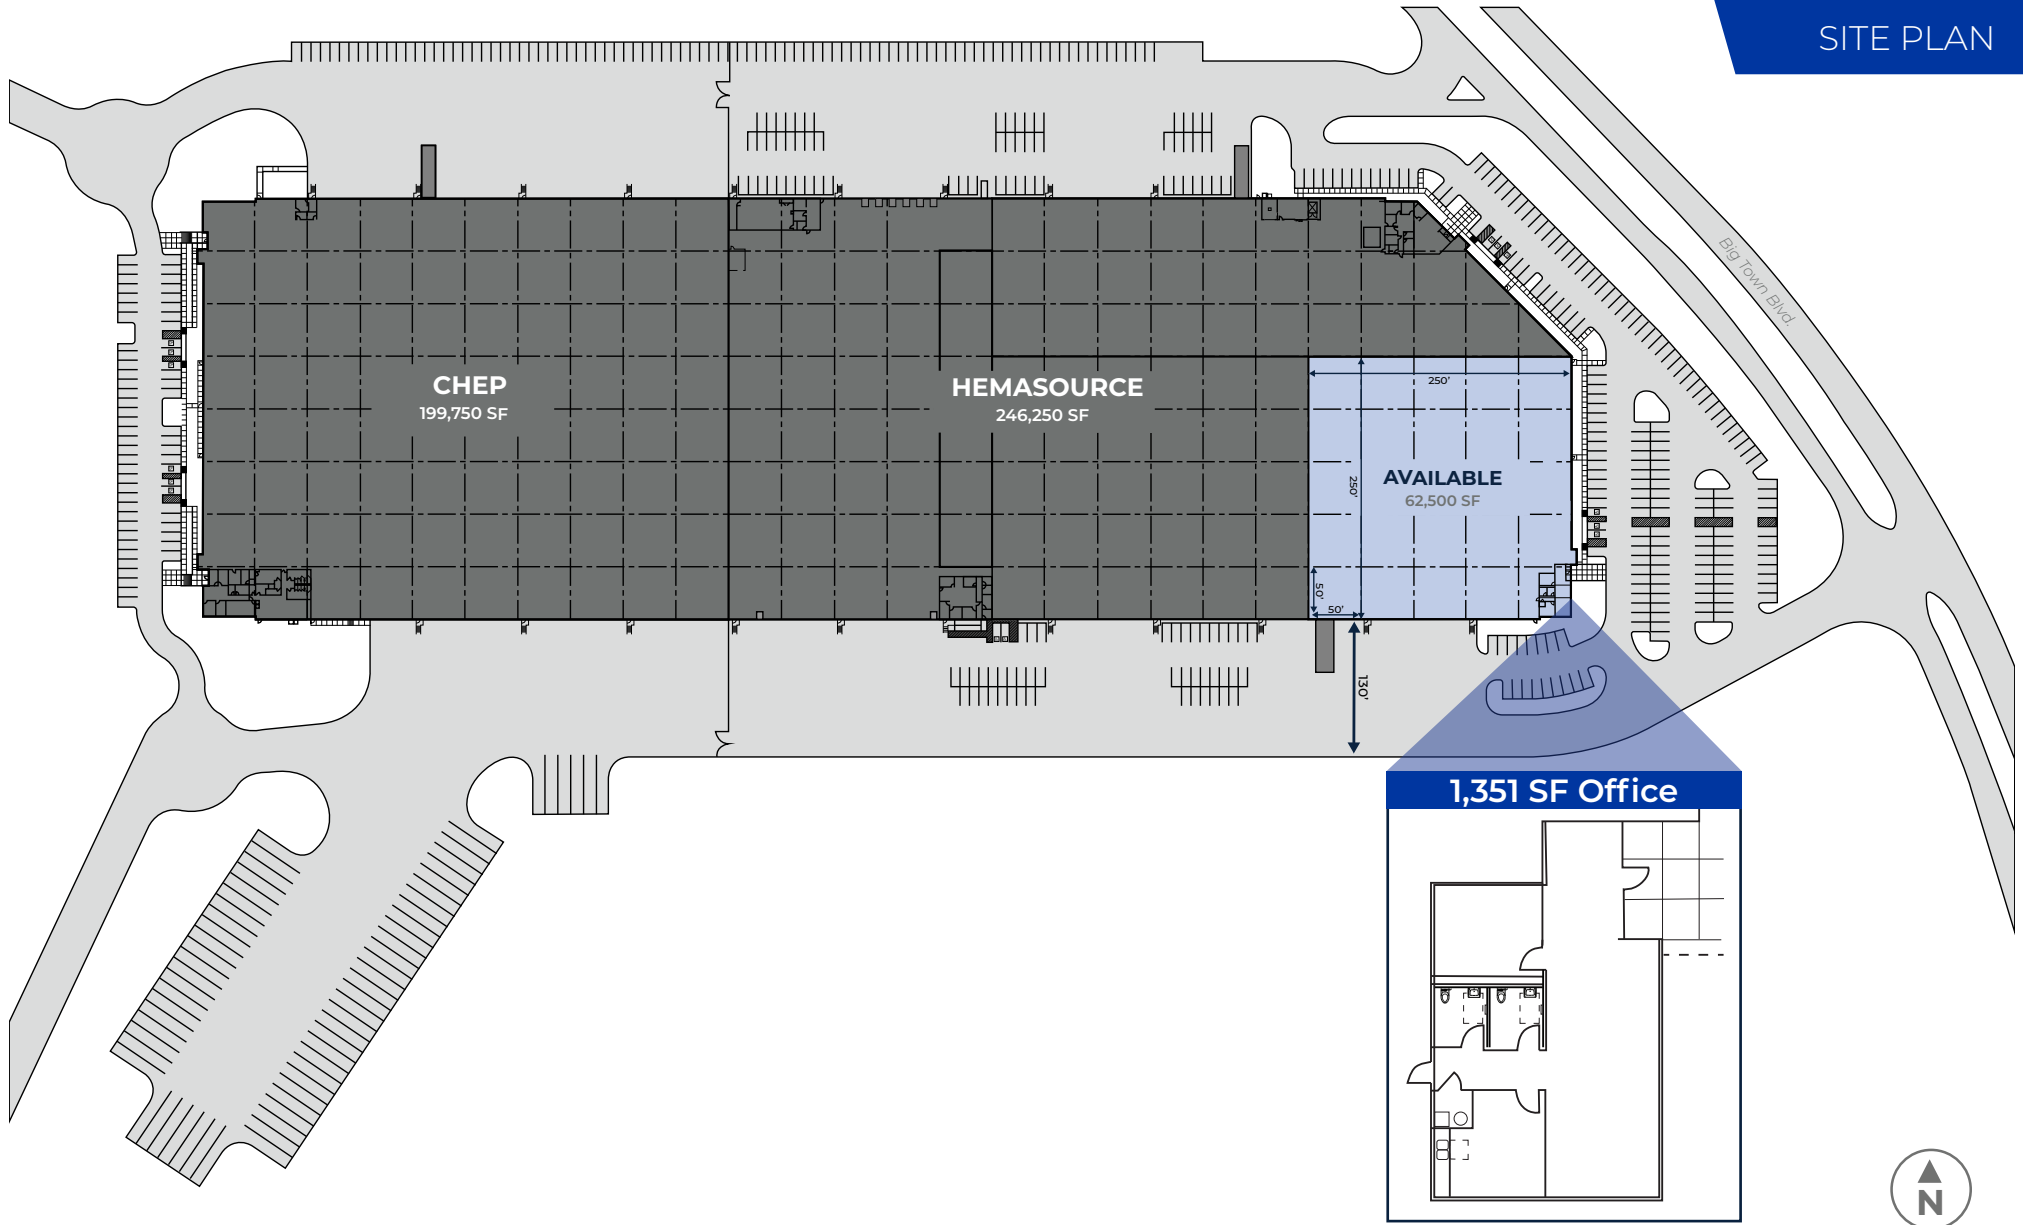 SITE PLAN
Big Town Blvd.
CHEP
199,750 SF
HEMASOURCE
246,250 SF
250'
250'
AVAILABLE
62,500 SF
50'
50'
130'
1,351 SF Office
N